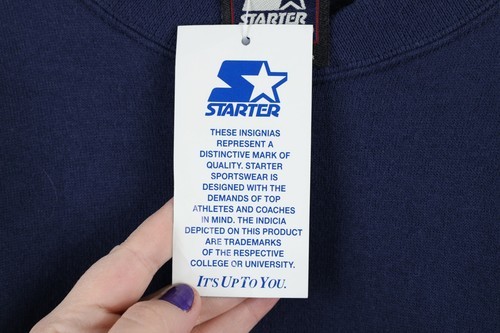 STARTER
STARTER
THESE INSIGNIAS
REPRESENT A
DISTINCTIVE MARK OF
QUALITY. STARTER
SPORTSWEAR IS
DESIGNED WITH THE
DEMANDS OF TOP
ATHLETES AND COACHES
IN MIND. THE INDICIA
DEPICTED ON THIS PRODUCT
ARE TRADEMARKS
OF THE RESPECTIVE
COLLEGE OR UNIVERSITY.
IT'S UP TO YOU.